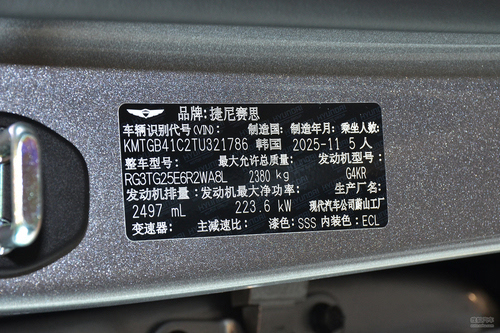 品牌:捷尼赛思
车辆识别代号(VIN): 制造国: 制造年月: 乘坐人数:
KMTGB41C2TU321786 韩国 2025-11 5人
整车型号: 最大允许总质量: 发动机型号:
RG3TG25E6R2WA8L 2380 kg G4KR
发动机排量: 发动机最大净功率: 生产厂名:
2497 mL 223.6 kW 现代汽车公司蔚山工厂
变速器: 主减速比: 漆色: SSS 内装色: ECL